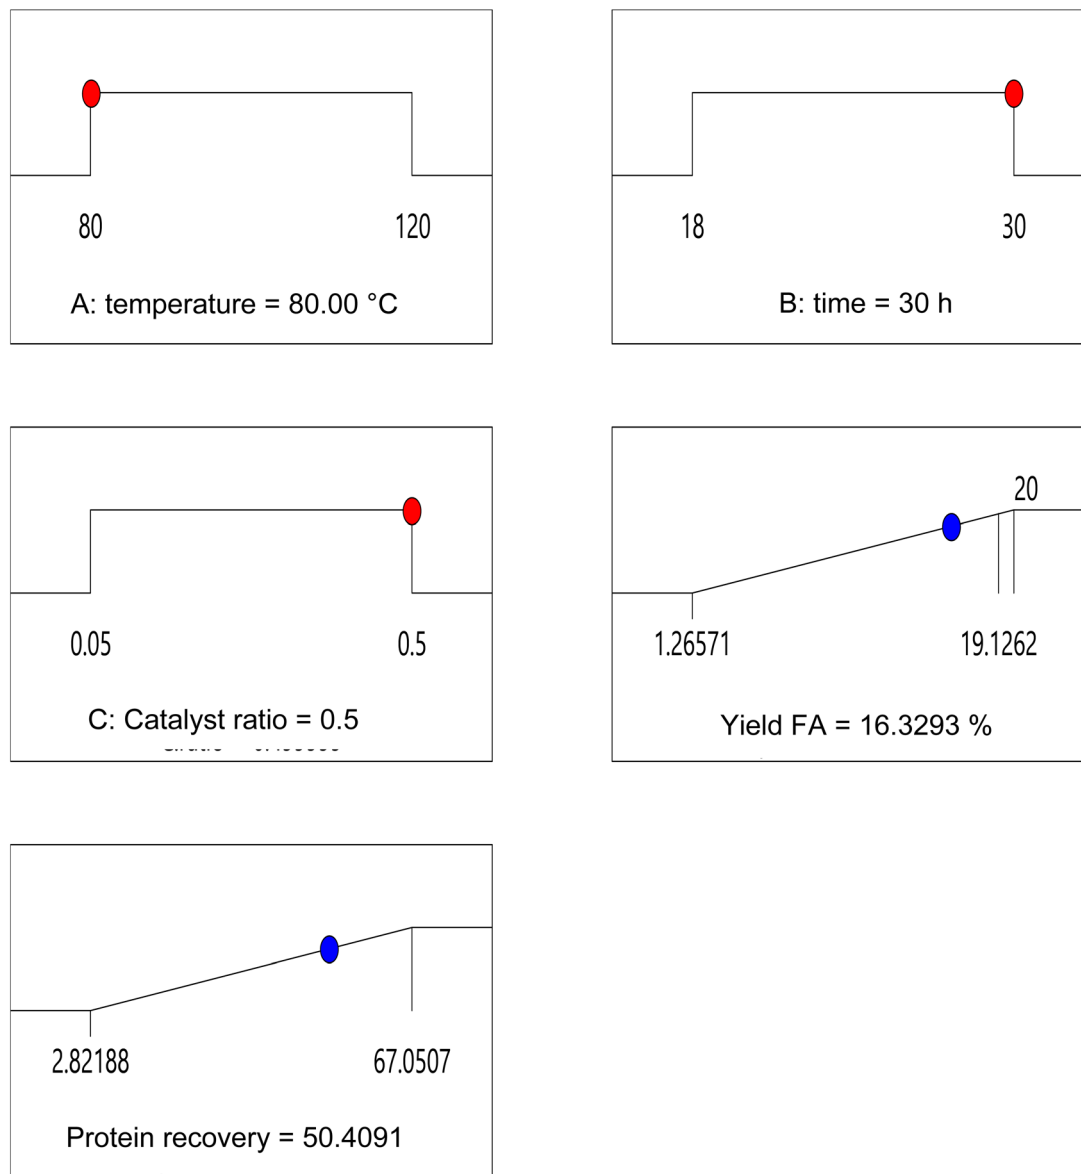 80 120
A: temperature = 80.00 °C
18 30
B: time = 30 h
0.05 0.5
C: Catalyst ratio = 0.5
20
1.26571 19.1262
Yield FA = 16.3293 %
2.82188 67.0507
Protein recovery = 50.4091